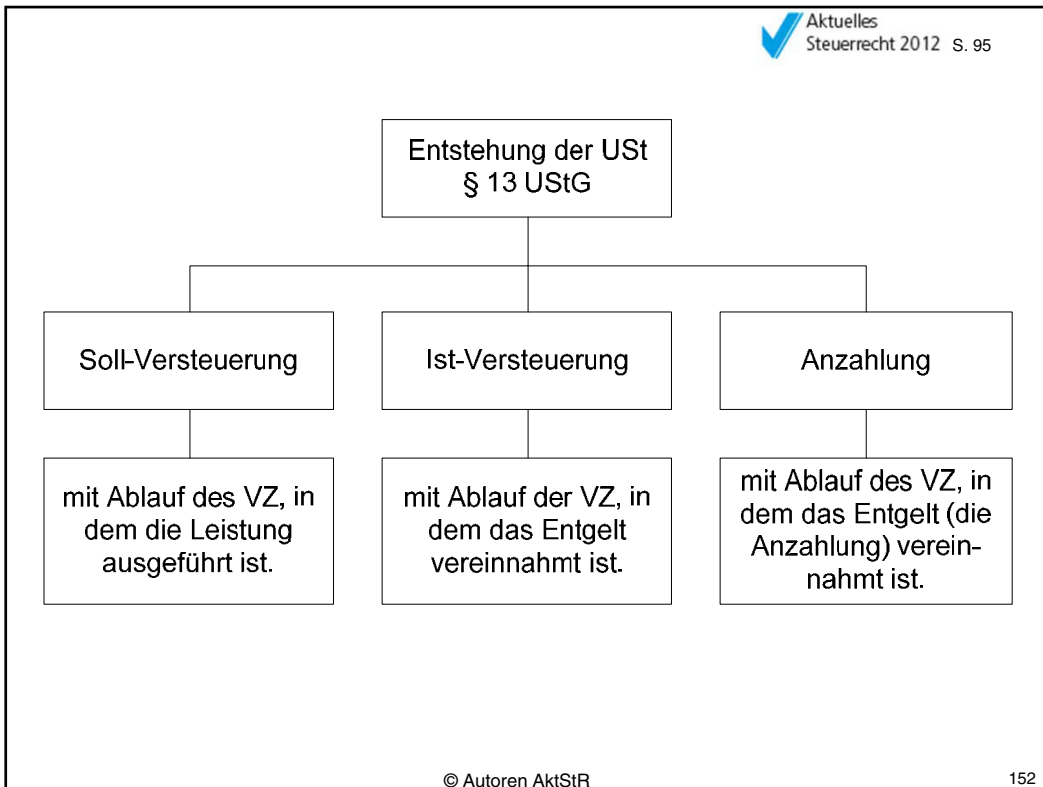 Aktuelles
Steuerrecht 2012 S. 95
Entstehung der USt
§ 13 UStG
Soll-Versteuerung
Ist-Versteuerung
Anzahlung
mit Ablauf des VZ, in
dem die Leistung
ausgeführt ist.
mit Ablauf der VZ, in
dem das Entgelt
vereinnahmt ist.
mit Ablauf des VZ, in
dem das Entgelt (die
Anzahlung) verein-
nahmt ist.
© Autoren AktStR
152